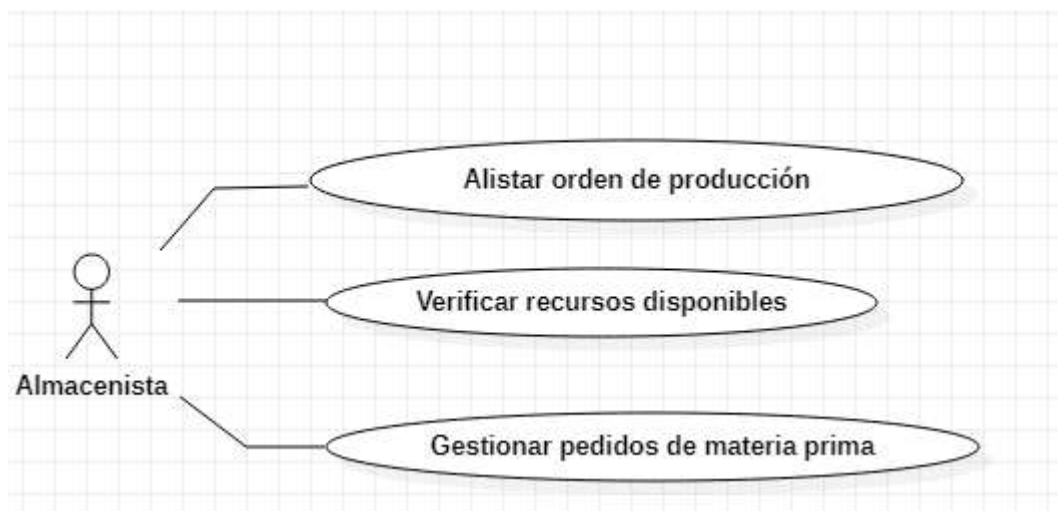 Alistar orden de producción
Verificar recursos disponibles
Almacenista
Gestionar pedidos de materia prima